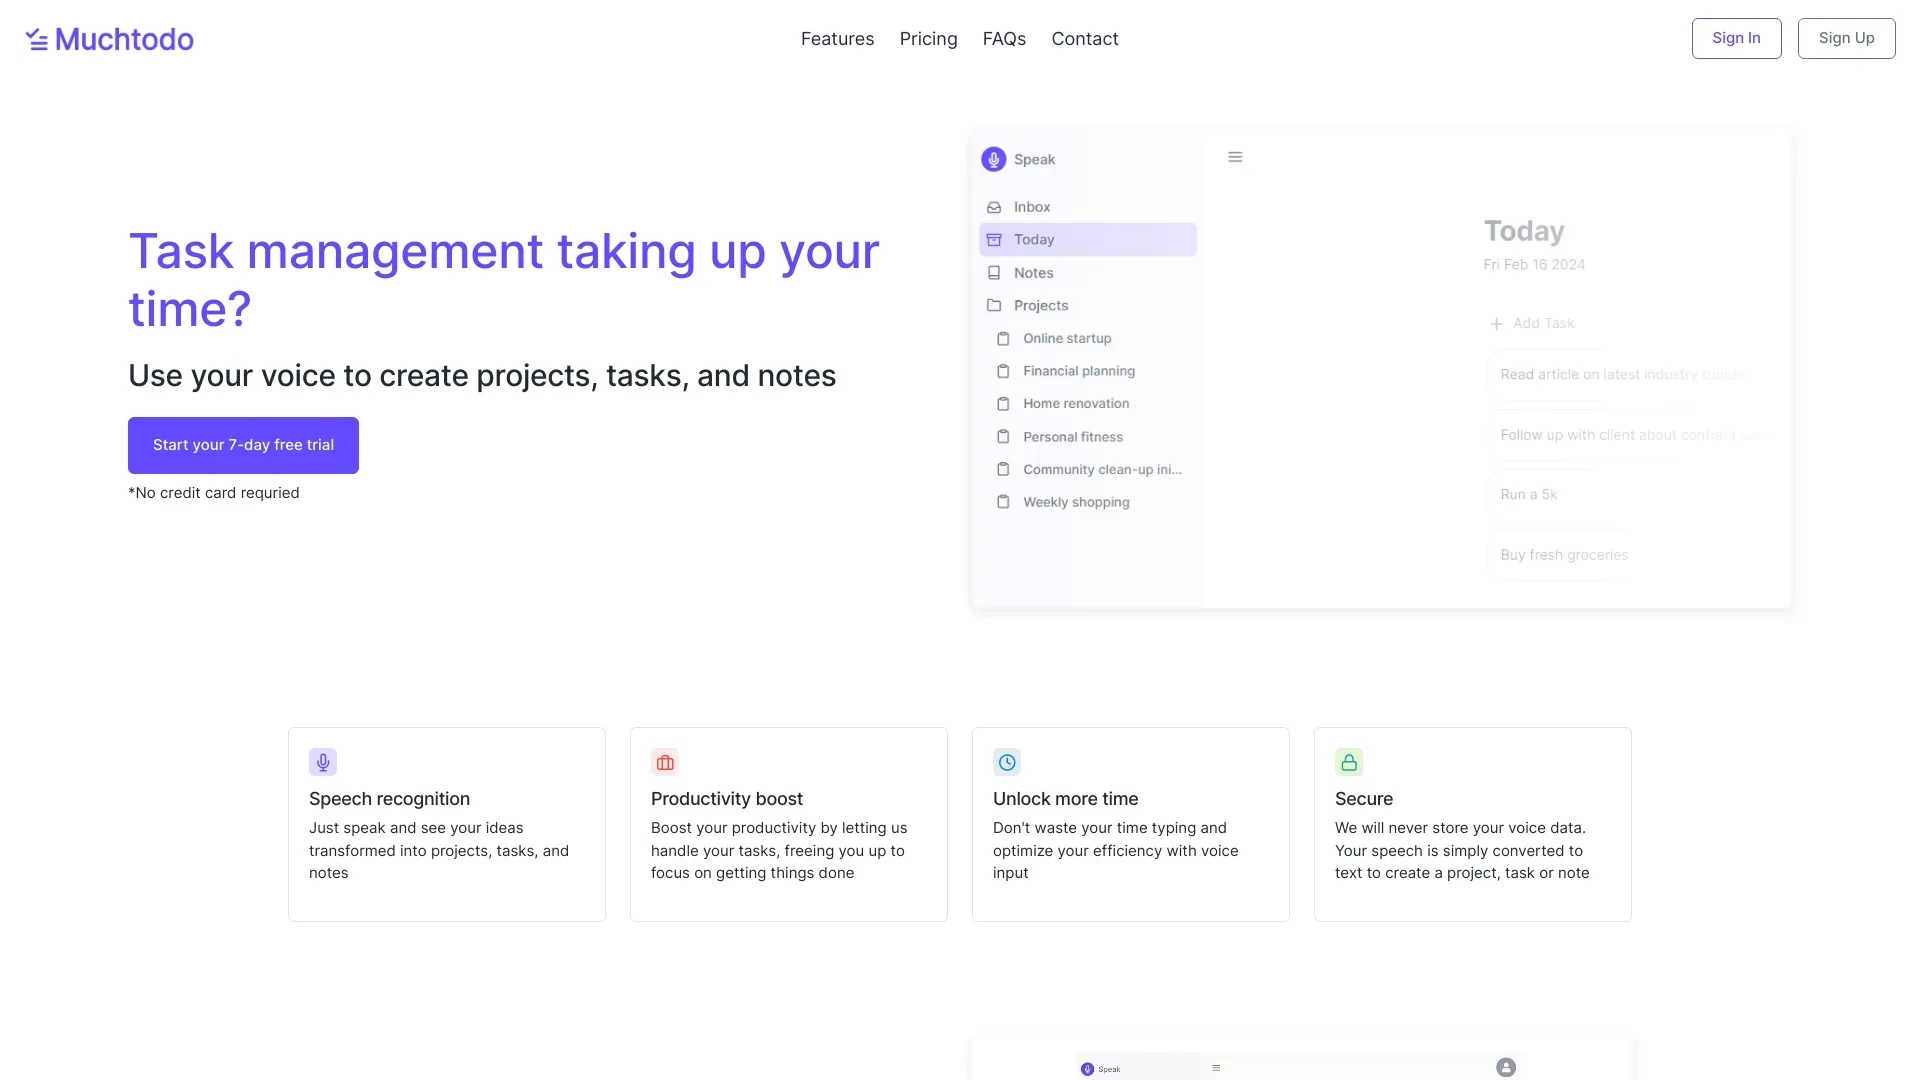 Muchtodo
Features
Pricing
FAQs
Contact
Sign In
Sign Up
Task management taking up your
time?
Use your voice to create projects, tasks, and notes
Start your 7-day free trial
*No credit card requried
Speak
Inbox
Today
Notes
Projects
Online startup
Financial planning
Home renovation
Personal fitness
Community clean-up ini...
Weekly shopping
Today
Fri Feb 16 2024
Add Task
Read article on latest industry trends
Follow up with client about contract
Run a 5k
Buy fresh groceries
Speech recognition
Just speak and see your ideas
transformed into projects, tasks, and
notes
Productivity boost
Boost your productivity by letting us
handle your tasks, freeing you up to
focus on getting things done
Unlock more time
Don't waste your time typing and
optimize your efficiency with voice
input
Secure
We will never store your voice data.
Your speech is simply converted to
text to create a project, task or note
Speak